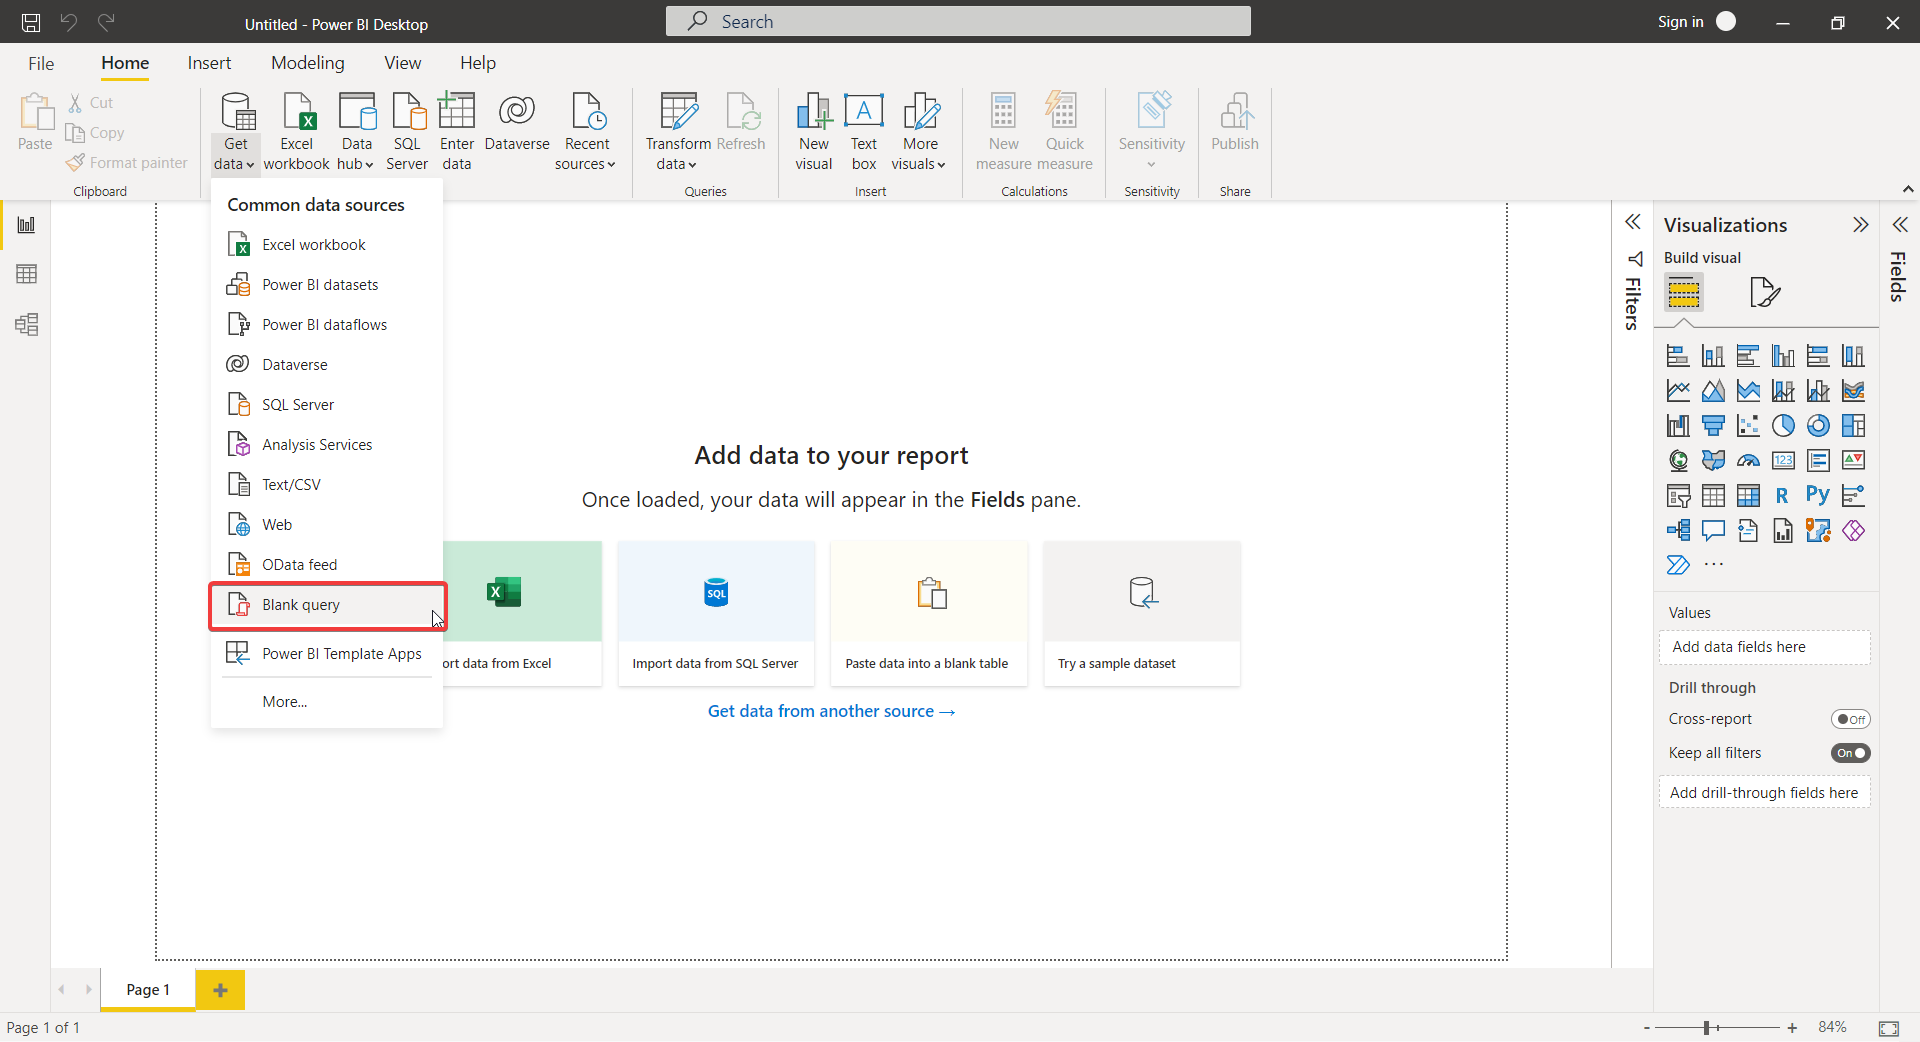 Untitled - Power BI Desktop
Search
Sign in
File
Home
Insert
Modeling
View
Help
Paste
Cut
Copy
Format painter
Clipboard
Get
data
Excel
workbook
Data
hub
SQL
Server
Enter
data
Dataverse
Recent
sources
Transform
data
Refresh
Queries
New
visual
Text
box
More
visuals
Insert
New
measure
Quick
measure
Calculations
Sensitivity
Sensitivity
Publish
Share
Common data sources
Excel workbook
Power BI datasets
Power BI dataflows
Dataverse
SQL Server
Analysis Services
Text/CSV
Web
OData feed
Blank query
Power BI Template Apps
More...
Add data to your report
Once loaded, your data will appear in the Fields pane.
SQL
ort data from Excel
Import data from SQL Server
Paste data into a blank table
Try a sample dataset
Get data from another source →
Filters
Visualizations
Build visual
123
R
Py
...
Values
Add data fields here
Drill through
Cross-report
Off
Keep all filters
On
Add drill-through fields here
Fields
Page 1
Page 1 of 1
- + 84%